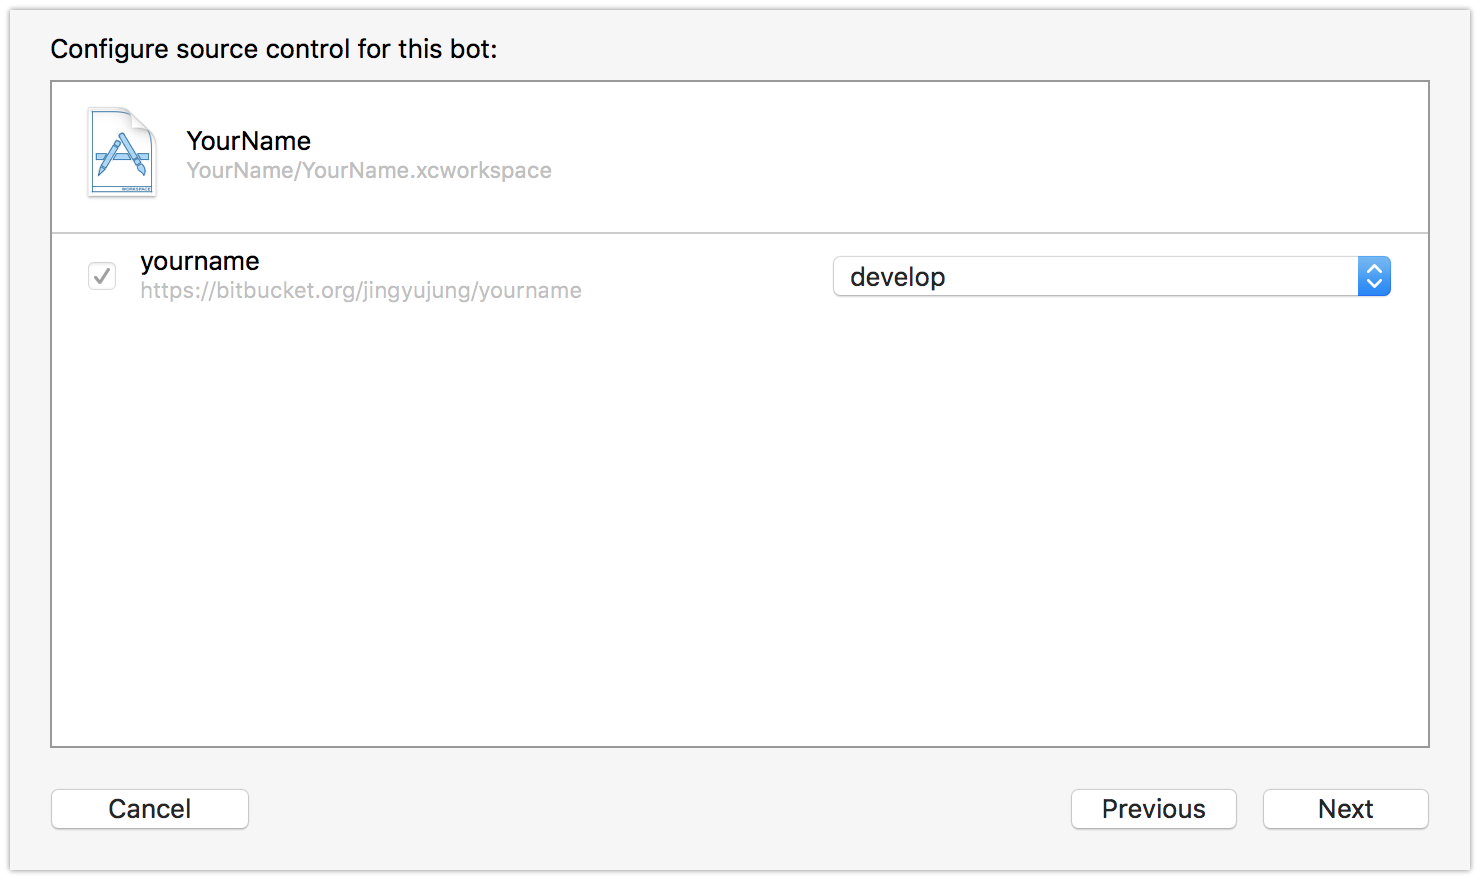 Configure source control for this bot:
YourName
YourName/YourName.xcworkspace
WORKSPACE
yourname
https://bitbucket.org/jingyujung/yourname
develop
Cancel
Previous
Next